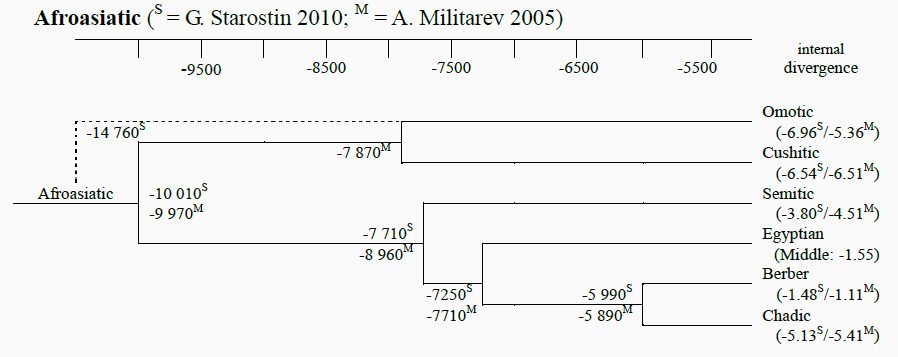 Afroasiatic (ˢ = G. Starostin 2010; ᴹ = A. Militarev 2005)
internal
-9500 -8500 -7500 -6500 -5500 divergence
Omotic
-14 760ˢ (-6.96ˢ/-5.36ᴹ)
-7 870ᴹ Cushitic
(-6.54ˢ/-6.51ᴹ)
Afroasiatic -10 010ˢ Semitic
-9 970ᴹ (-3.80ˢ/-4.51ᴹ)
-7 710ˢ Egyptian
-8 960ᴹ (Middle: -1.55)
Berber
-7250ˢ -5 990ˢ (-1.48ˢ/-1.11ᴹ)
-7710ᴹ -5 890ᴹ Chadic
(-5.13ˢ/-5.41ᴹ)